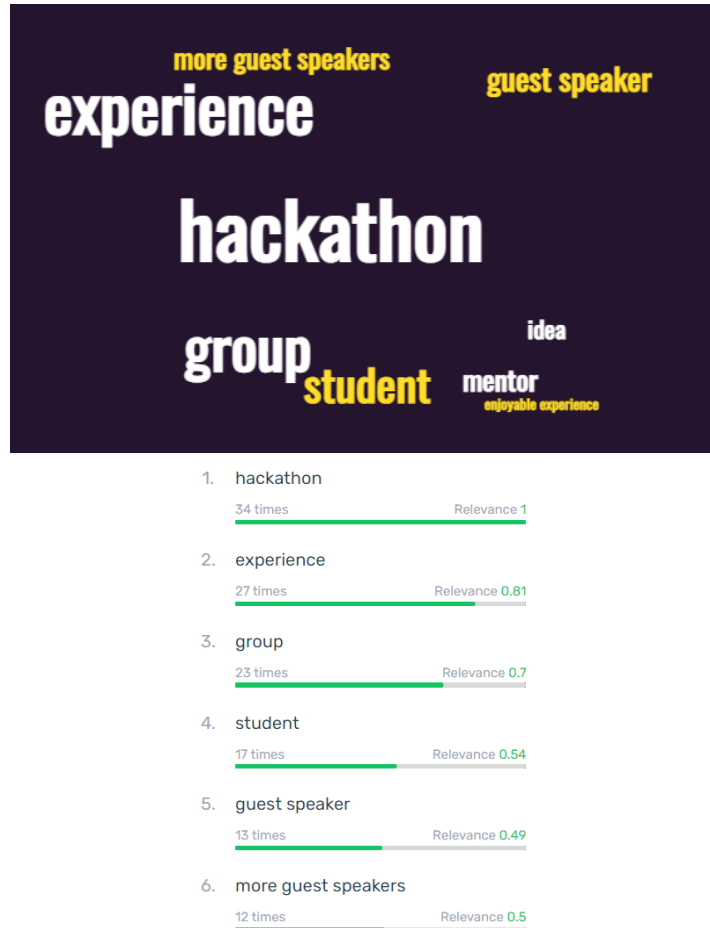 more guest speakers
guest speaker
experience
hackathon
idea
group
student
mentor
enjoyable experience
1. hackathon
34 times Relevance 1
2. experience
27 times Relevance 0.81
3. group
23 times Relevance 0.7
4. student
17 times Relevance 0.54
5. guest speaker
13 times Relevance 0.49
6. more guest speakers
12 times Relevance 0.5